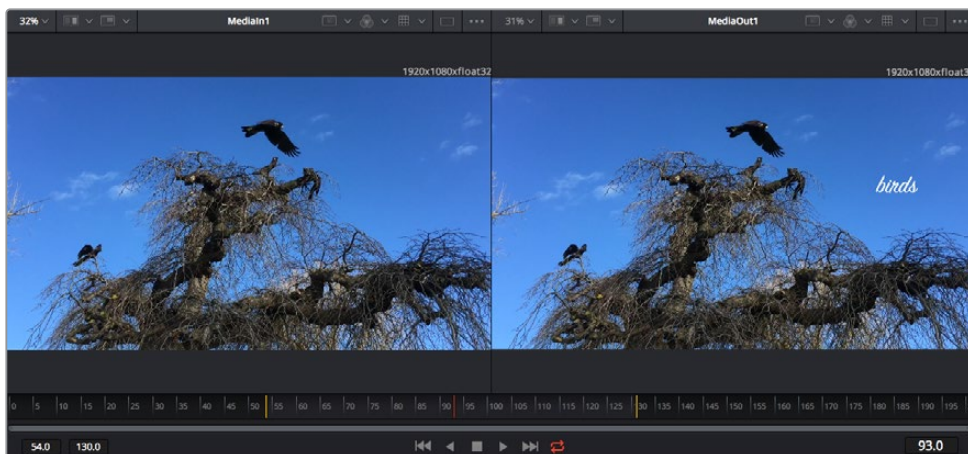 32% MediaIn1 31% MediaOut1
1920x1080xfloat32 1920x1080xfloat3
birds
0 5 10 15 20 25 30 35 40 45 50 55 60 65 70 75 80 85 90 95 100 105 110 115 120 125 130 135 140 145 150 155 160 165 170 175 180 185 190 195
54.0 130.0 93.0